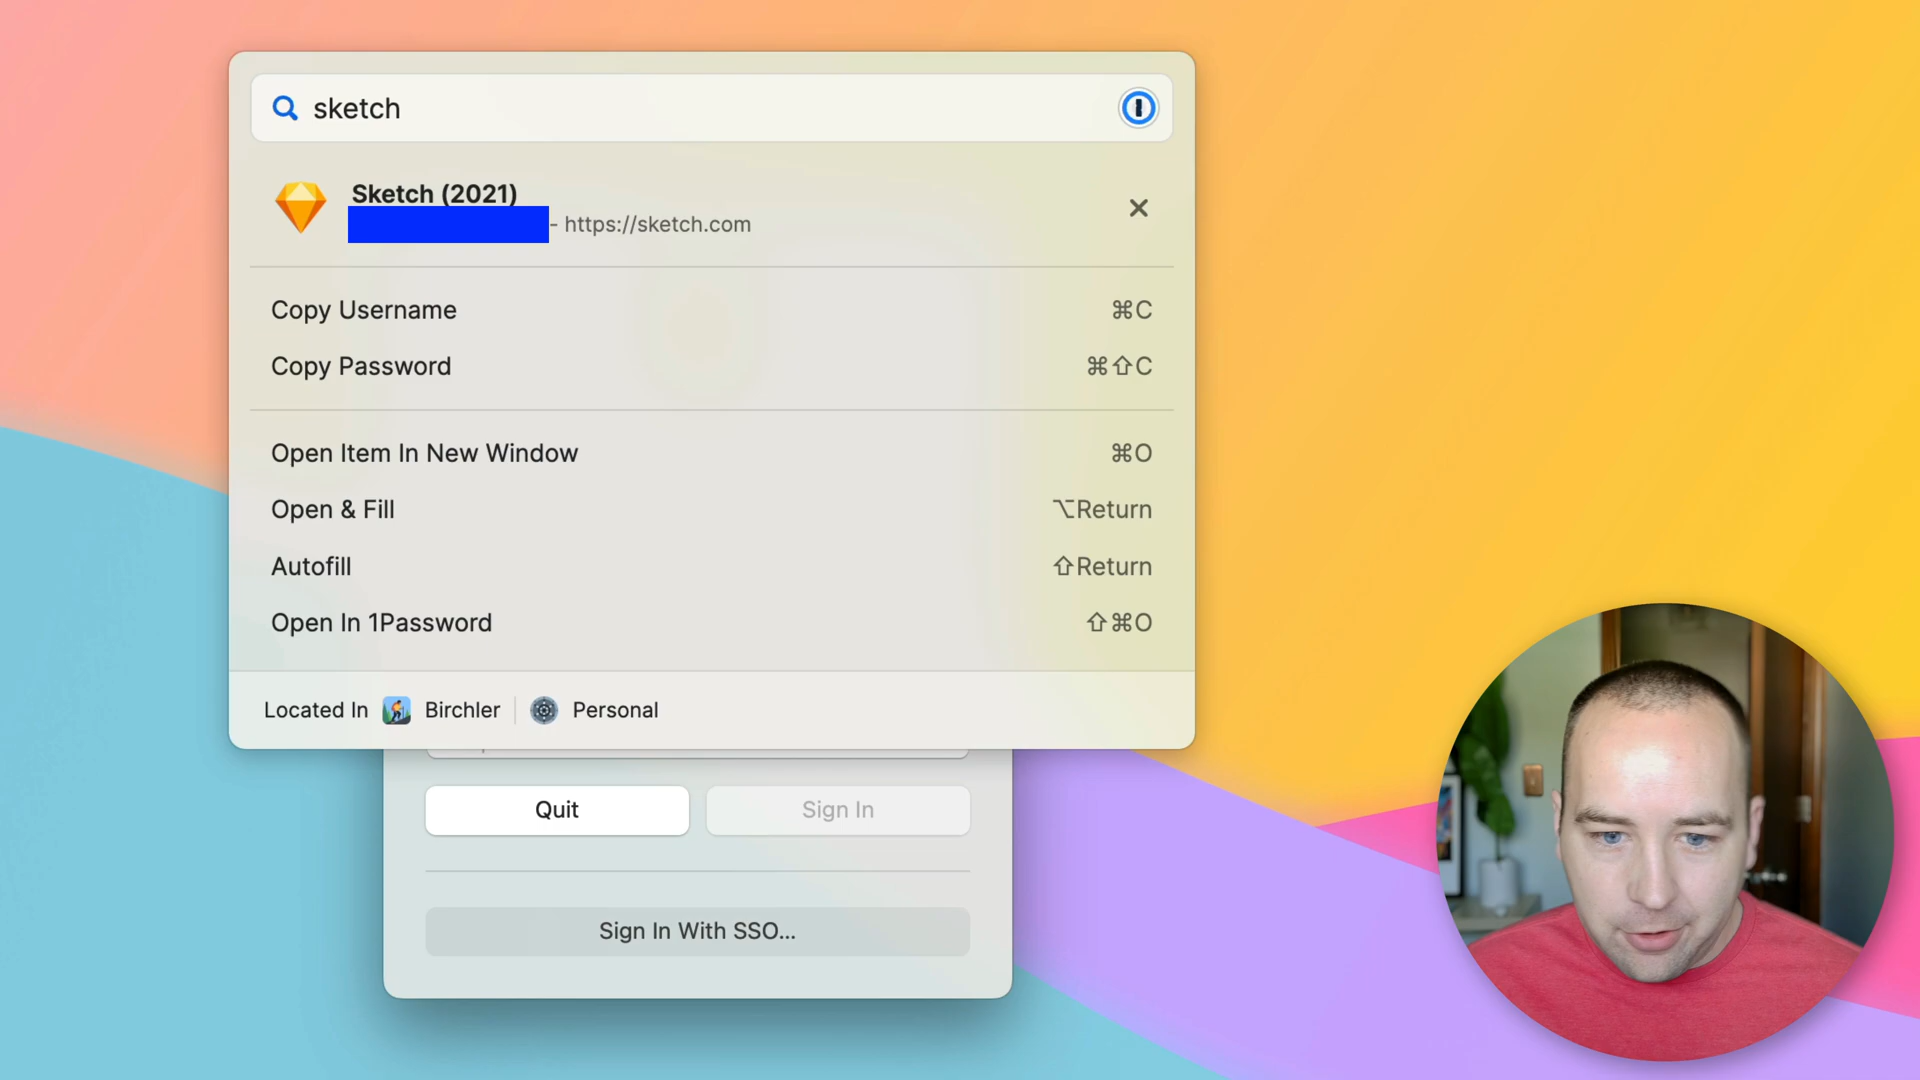 sketch
Sketch (2021)
- https://sketch.com
Copy Username ⌘C
Copy Password ⌘⇧C
Open Item In New Window ⌘O
Open & Fill ⌥Return
Autofill ⇧Return
Open In 1Password ⇧⌘O
Located In Birchler Personal
Quit Sign In
Sign In With SSO...